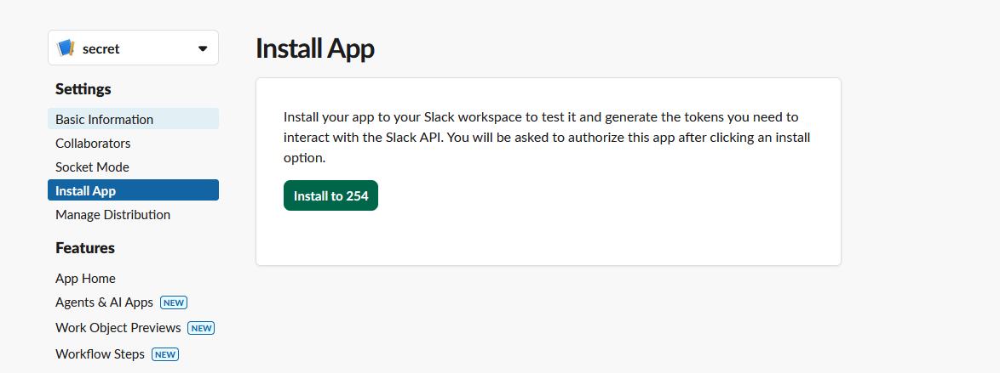 secret
Settings
Basic Information
Collaborators
Socket Mode
Install App
Manage Distribution
Features
App Home
Agents & AI Apps NEW
Work Object Previews NEW
Workflow Steps NEW
Install App
Install your app to your Slack workspace to test it and generate the tokens you need to
interact with the Slack API. You will be asked to authorize this app after clicking an install
option.
Install to 254